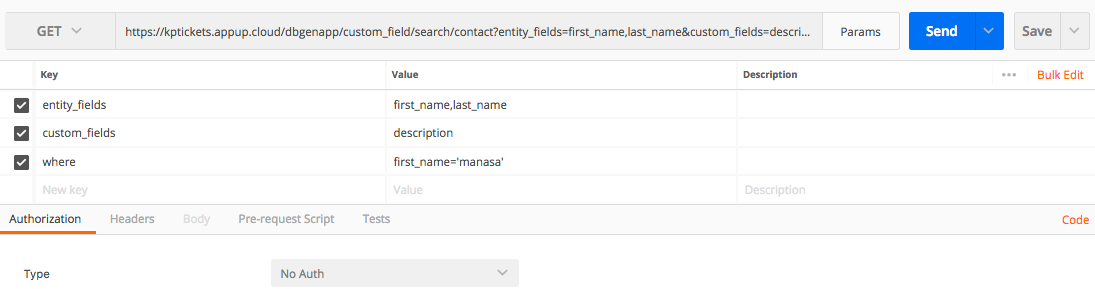 GET https://kptickets.appup.cloud/dbgenapp/custom_field/search/contact?entity_fields=first_name,last_name&custom_fields=descri... Params Send Save
Key Value Description ••• Bulk Edit
entity_fields first_name,last_name
custom_fields description
where first_name='manasa'
New key Value Description
Authorization Headers Body Pre-request Script Tests Code
Type No Auth